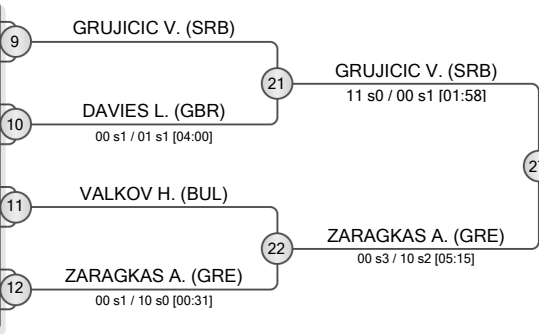 GRUJICIC V. (SRB)
9
21
GRUJICIC V. (SRB)
11 s0 / 00 s1 [01:58]
DAVIES L. (GBR)
10
00 s1 / 01 s1 [04:00]
VALKOV H. (BUL)
11
22
ZARAGKAS A. (GRE)
00 s3 / 10 s2 [05:15]
ZARAGKAS A. (GRE)
12
00 s1 / 10 s0 [00:31]